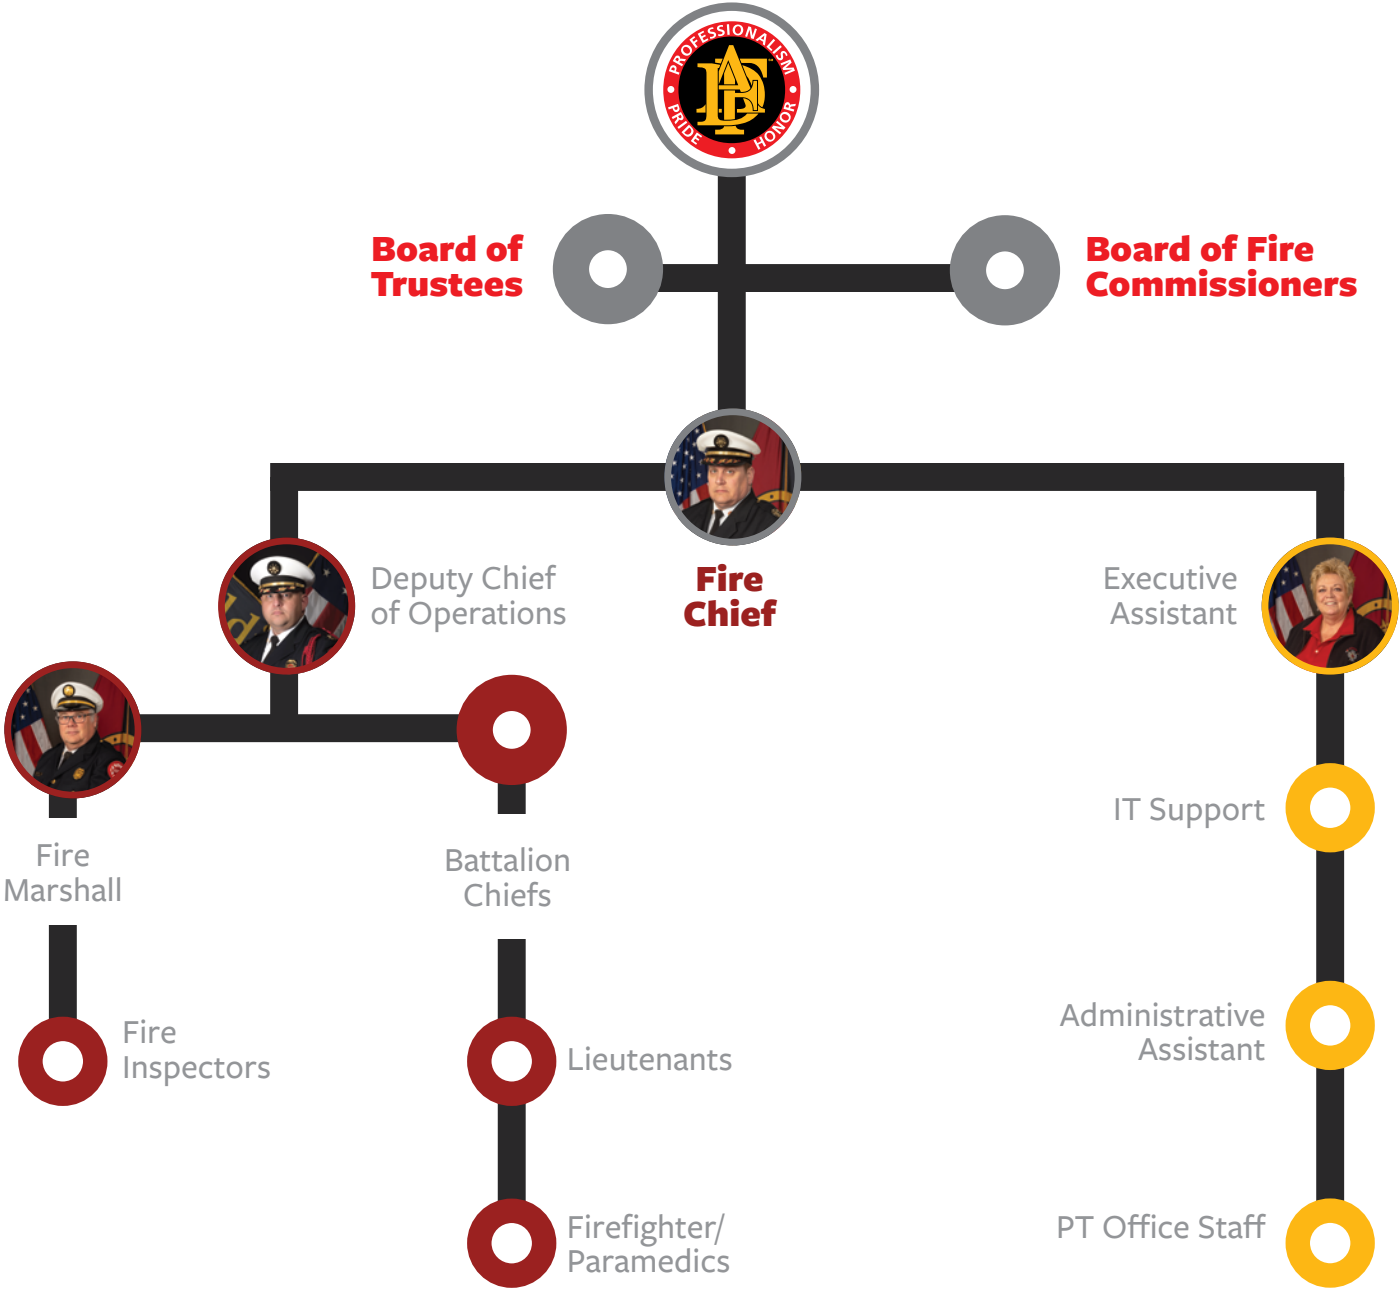 PROFESSIONALISM
PRIDE • HONOR
Board of
Trustees
Board of Fire
Commissioners
Deputy Chief
of Operations
Fire
Chief
Executive
Assistant
Fire
Marshall
Battalion
Chiefs
IT Support
Fire
Inspectors
Lieutenants
Administrative
Assistant
Firefighter/
Paramedics
PT Office Staff